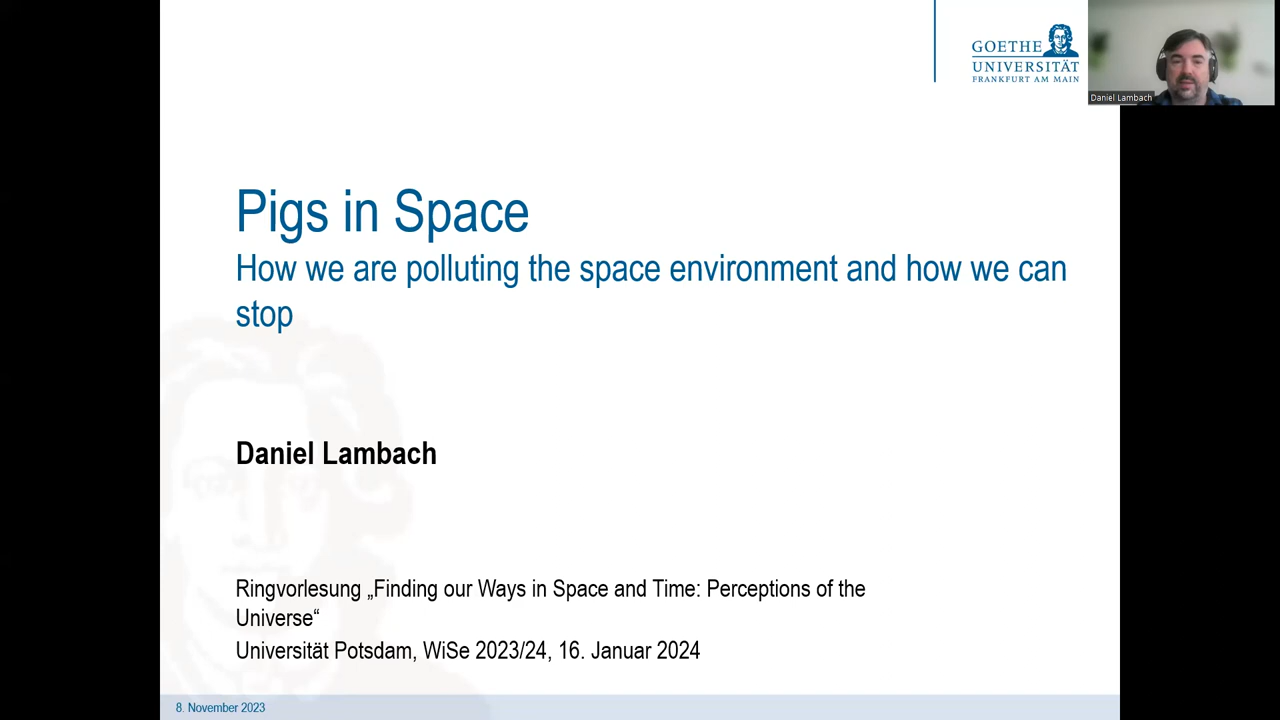 GOETHE
UNIVERSITÄT
FRANKFURT AM MAIN
Daniel Lambach
Pigs in Space
How we are polluting the space environment and how we can
stop
Daniel Lambach
Ringvorlesung „Finding our Ways in Space and Time: Perceptions of the
Universe“
Universität Potsdam, WiSe 2023/24, 16. Januar 2024
8. November 2023